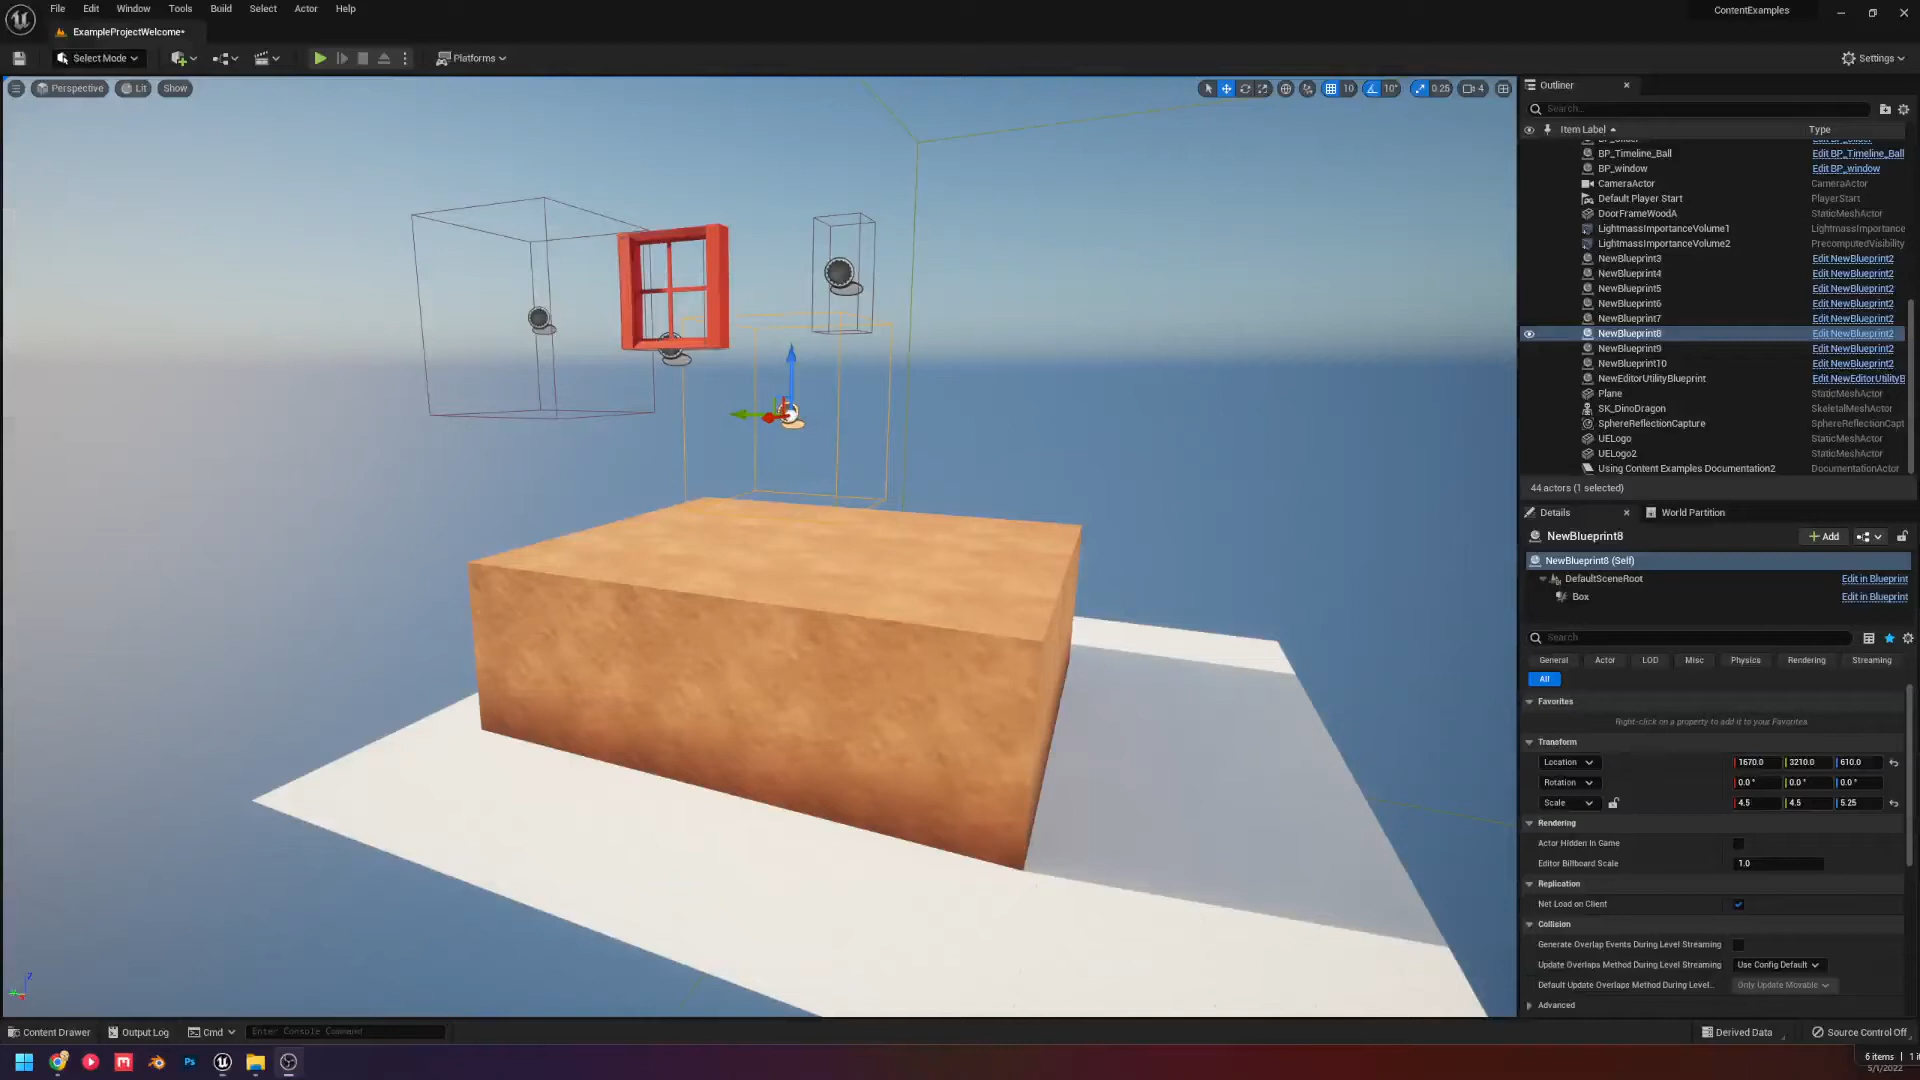 File Edit Window Tools Build Select Actor Help
ContentExamples
ExampleProjectWelcome*
Select Mode
Platforms
Settings
Perspective Lit Show
10 10° 0.25 4
Outliner
Search...
Item Label Type
BP_Timeline_Ball Edit BP_Timeline_Ball
BP_window Edit BP_window
CameraActor CameraActor
Default Player Start PlayerStart
DoorFrameWoodA StaticMeshActor
LightmassImportanceVolume1 LightmassImportance
LightmassImportanceVolume2 PrecomputedVisibility
NewBlueprint3 Edit NewBlueprint2
NewBlueprint4 Edit NewBlueprint2
NewBlueprint5 Edit NewBlueprint2
NewBlueprint6 Edit NewBlueprint2
NewBlueprint7 Edit NewBlueprint2
NewBlueprint8 Edit NewBlueprint2
NewBlueprint9 Edit NewBlueprint2
NewBlueprint10 Edit NewBlueprint2
NewEditorUtilityBlueprint Edit NewEditorUtilityB
Plane StaticMeshActor
SK_DinoDragon SkeletalMeshActor
SphereReflectionCapture SphereReflectionCapt
UELogo StaticMeshActor
UELogo2 StaticMeshActor
Using Content Examples Documentation2 DocumentationActor
44 actors (1 selected)
Details World Partition
NewBlueprint8 Add
NewBlueprint8 (Self)
DefaultSceneRoot Edit in Blueprint
Box Edit in Blueprint
Search
General Actor LOD Misc Physics Rendering Streaming
All
Favorites
Right-click on a property to add it to your Favorites.
Transform
Location 1670.0 3210.0 610.0
Rotation 0.0° 0.0° 0.0°
Scale 4.5 4.5 5.25
Rendering
Actor Hidden In Game
Editor Billboard Scale 1.0
Replication
Net Load on Client
Collision
Generate Overlap Events During Level Streaming
Update Overlaps Method During Level Streaming Use Config Default
Default Update Overlaps Method During Level... Only Update Movable
Advanced
Content Drawer Output Log Cmd Enter Console Command
Derived Data Source Control Off
6 items
5/1/2022